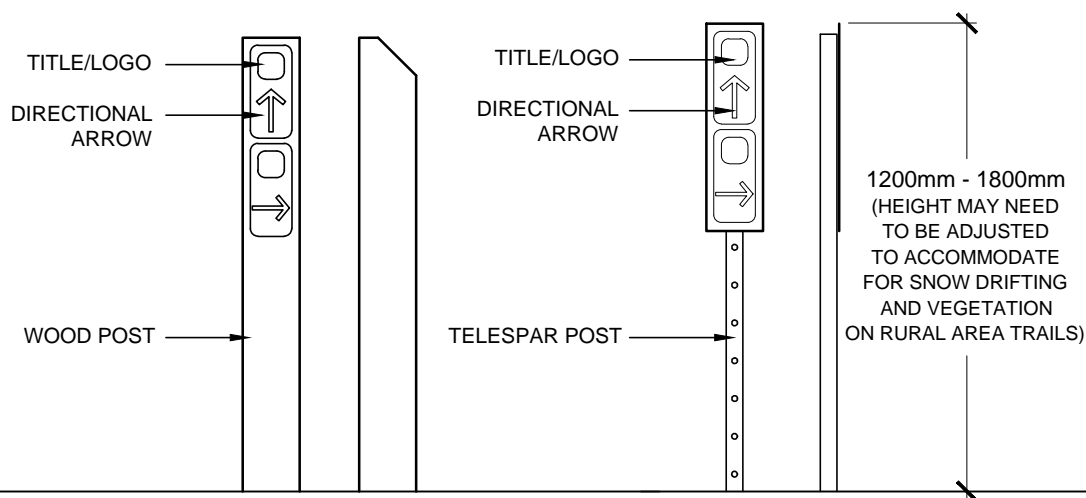 TITLE/LOGO
DIRECTIONAL
ARROW
WOOD POST
TITLE/LOGO
DIRECTIONAL
ARROW
TELESPAR POST
1200mm - 1800mm
(HEIGHT MAY NEED
TO BE ADJUSTED
TO ACCOMMODATE
FOR SNOW DRIFTING
AND VEGETATION
ON RURAL AREA TRAILS)